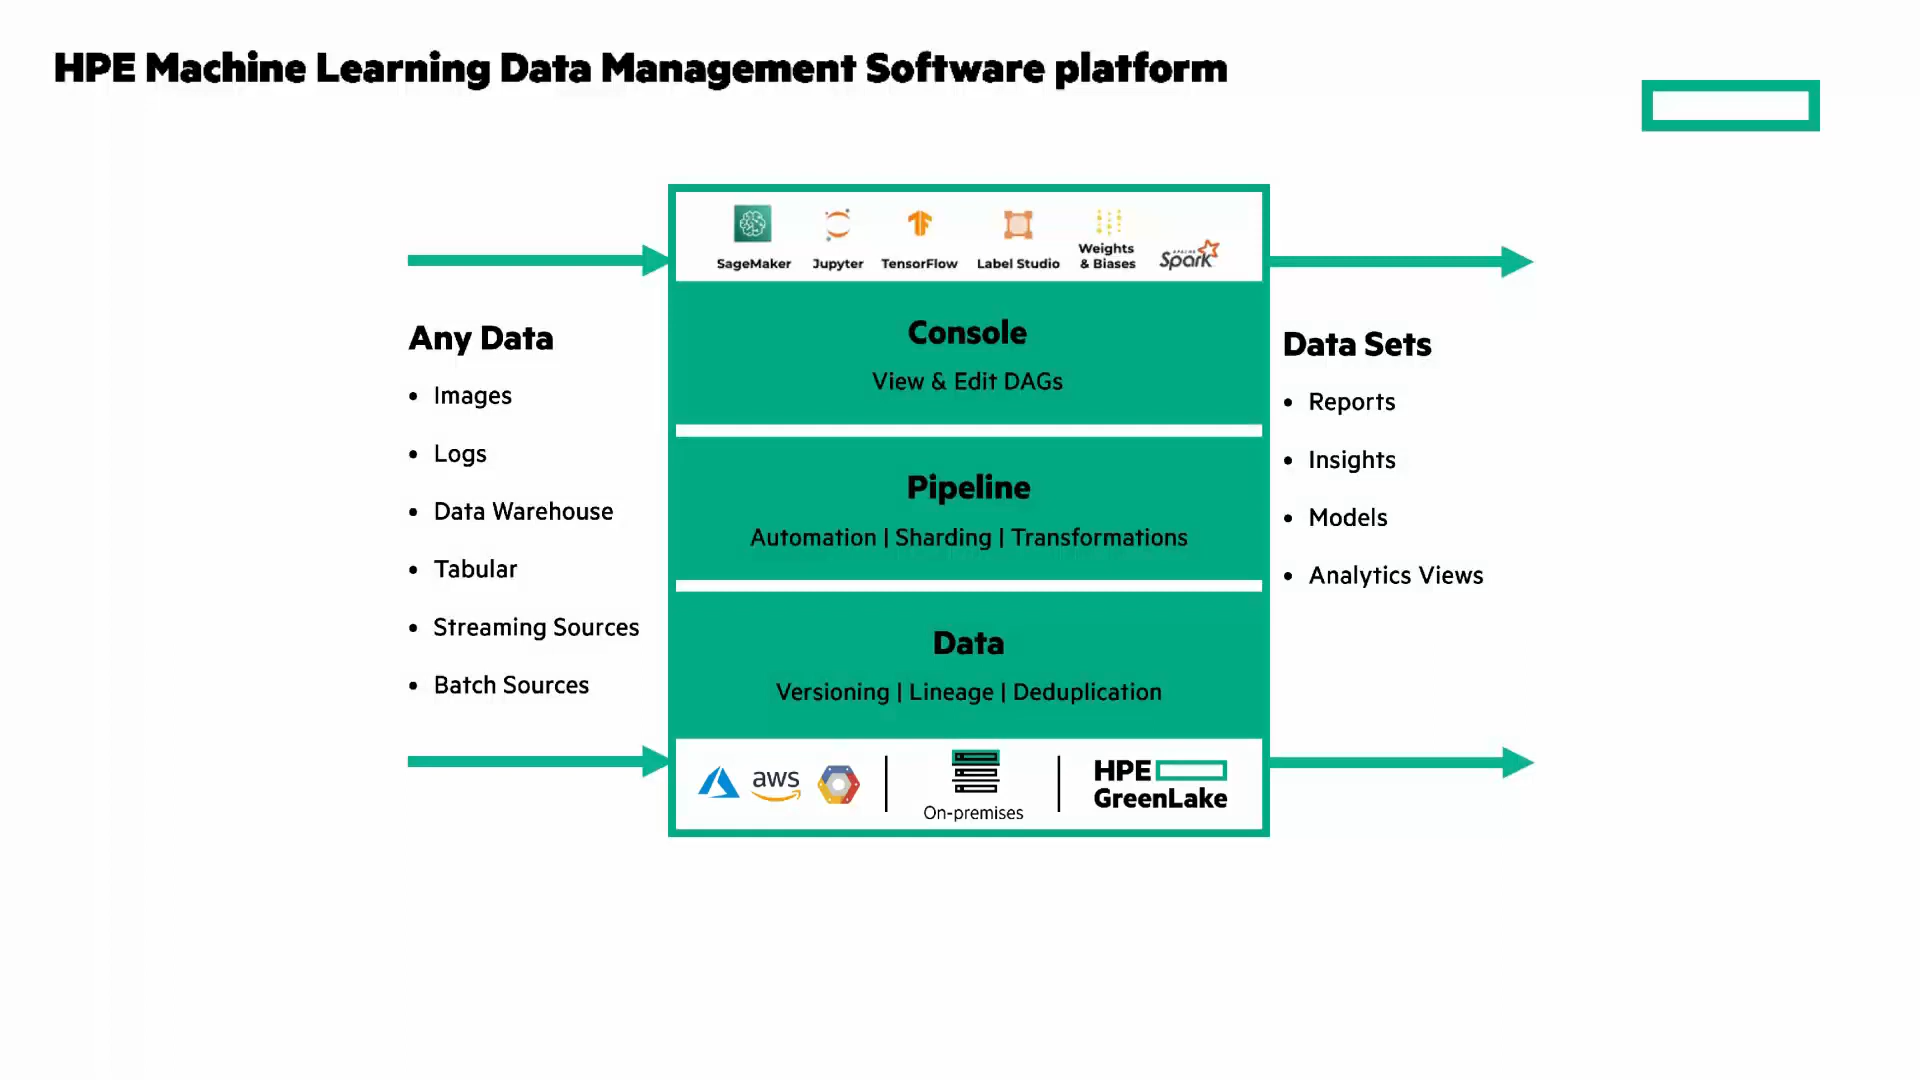 HPE Machine Learning Data Management Software platform
SageMaker
Jupyter
TensorFlow
Label Studio
Weights
& Biases
APACHE
Spark
Any Data
• Images
• Logs
• Data Warehouse
• Tabular
• Streaming Sources
• Batch Sources
Console
View & Edit DAGs
Pipeline
Automation | Sharding | Transformations
Data
Versioning | Lineage | Deduplication
aws
On-premises
HPE
GreenLake
Data Sets
• Reports
• Insights
• Models
• Analytics Views